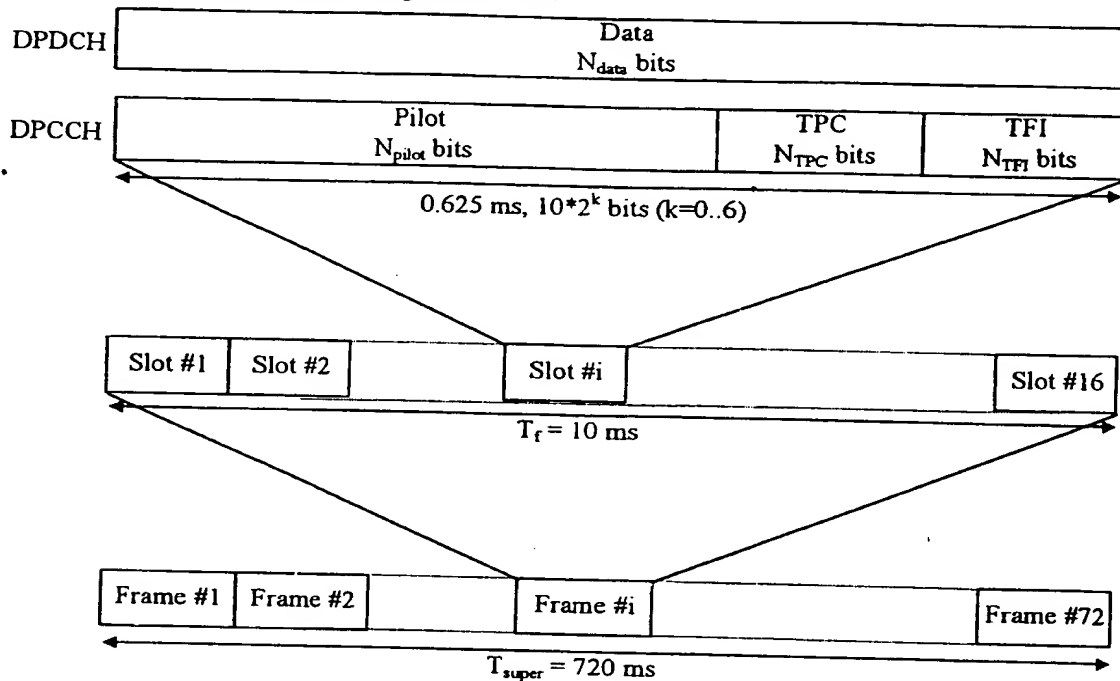 DPDCH
Data
N_data bits
DPCCH
Pilot
N_pilot bits
TPC
N_TPC bits
TFI
N_TFI bits
0.625 ms, 10*2^k bits (k=0..6)
Slot #1
Slot #2
Slot #i
Slot #16
T_f = 10 ms
Frame #1
Frame #2
Frame #i
Frame #72
T_super = 720 ms